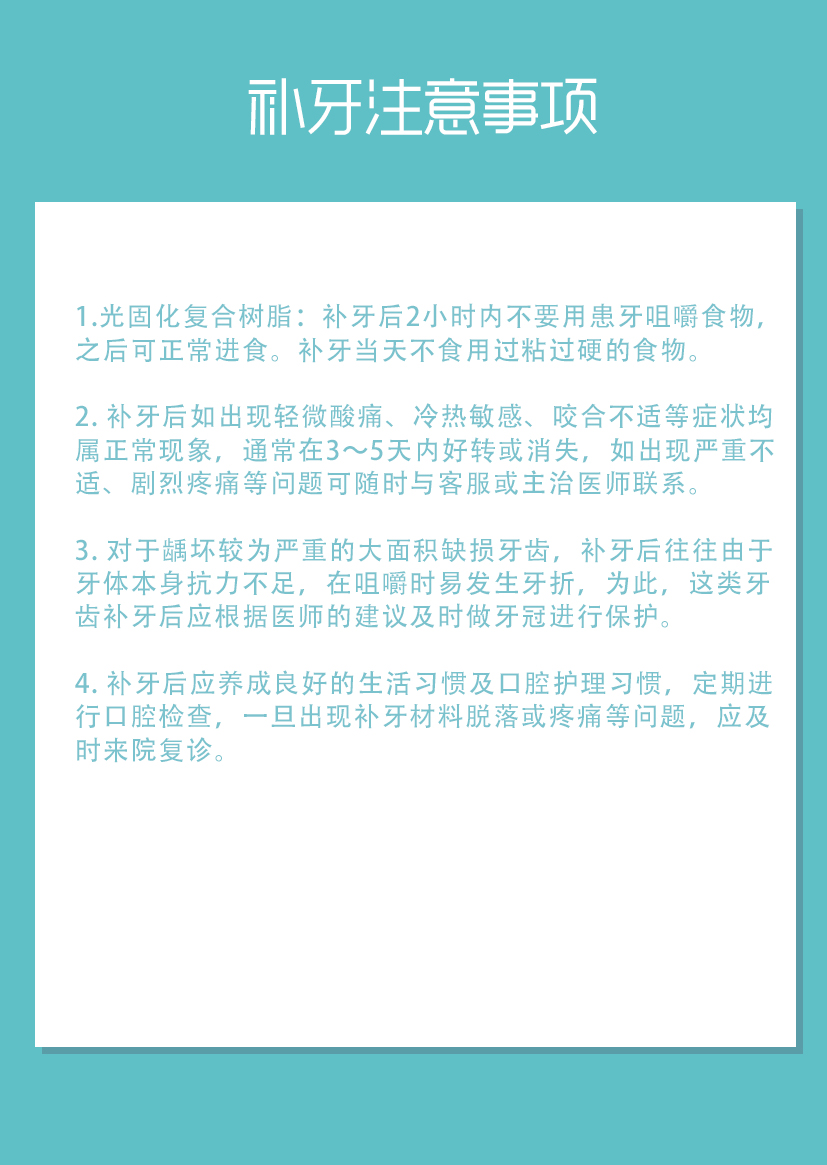 补牙注意事项
1.光固化复合树脂：补牙后2小时内不要用患牙咀嚼食物，
之后可正常进食。补牙当天不食用过粘过硬的食物。
2. 补牙后如出现轻微酸痛、冷热敏感、咬合不适等症状均
属正常现象，通常在3～5天内好转或消失，如出现严重不
适、剧烈疼痛等问题可随时与客服或主治医师联系。
3. 对于龋坏较为严重的大面积缺损牙齿，补牙后往往由于
牙体本身抗力不足，在咀嚼时易发生牙折，为此，这类牙
齿补牙后应根据医师的建议及时做牙冠进行保护。
4. 补牙后应养成良好的生活习惯及口腔护理习惯，定期进
行口腔检查，一旦出现补牙材料脱落或疼痛等问题，应及
时来院复诊。